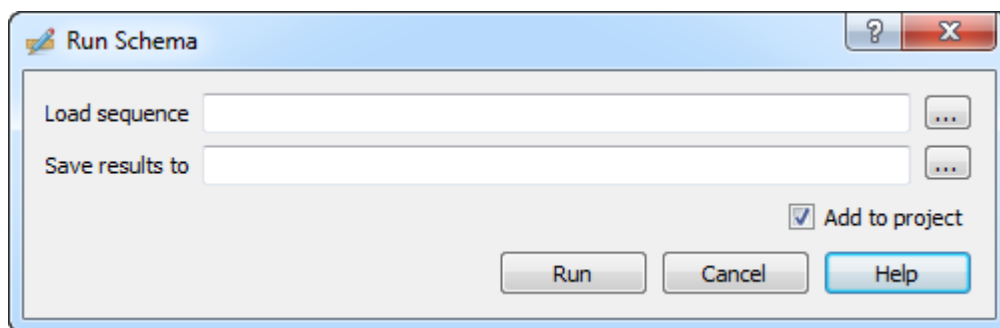 Run Schema
Load sequence ...
Save results to ...
Add to project
Run Cancel Help